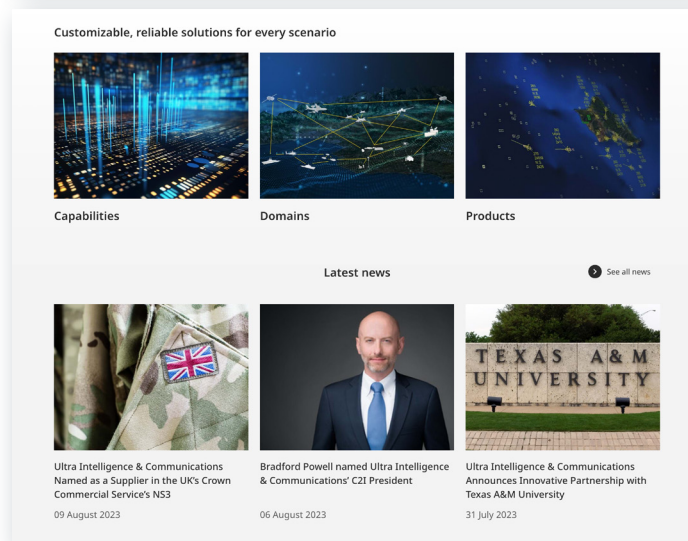 Customizable, reliable solutions for every scenario
Capabilities
Domains
Products
Latest news
See all news
TEXAS A&M
UNIVERSITY
Ultra Intelligence & Communications
Named as a Supplier in the UK's Crown
Commercial Service's NS3
09 August 2023
Bradford Powell named Ultra Intelligence
& Communications' C2I President
06 August 2023
Ultra Intelligence & Communications
Announces Innovative Partnership with
Texas A&M University
31 July 2023